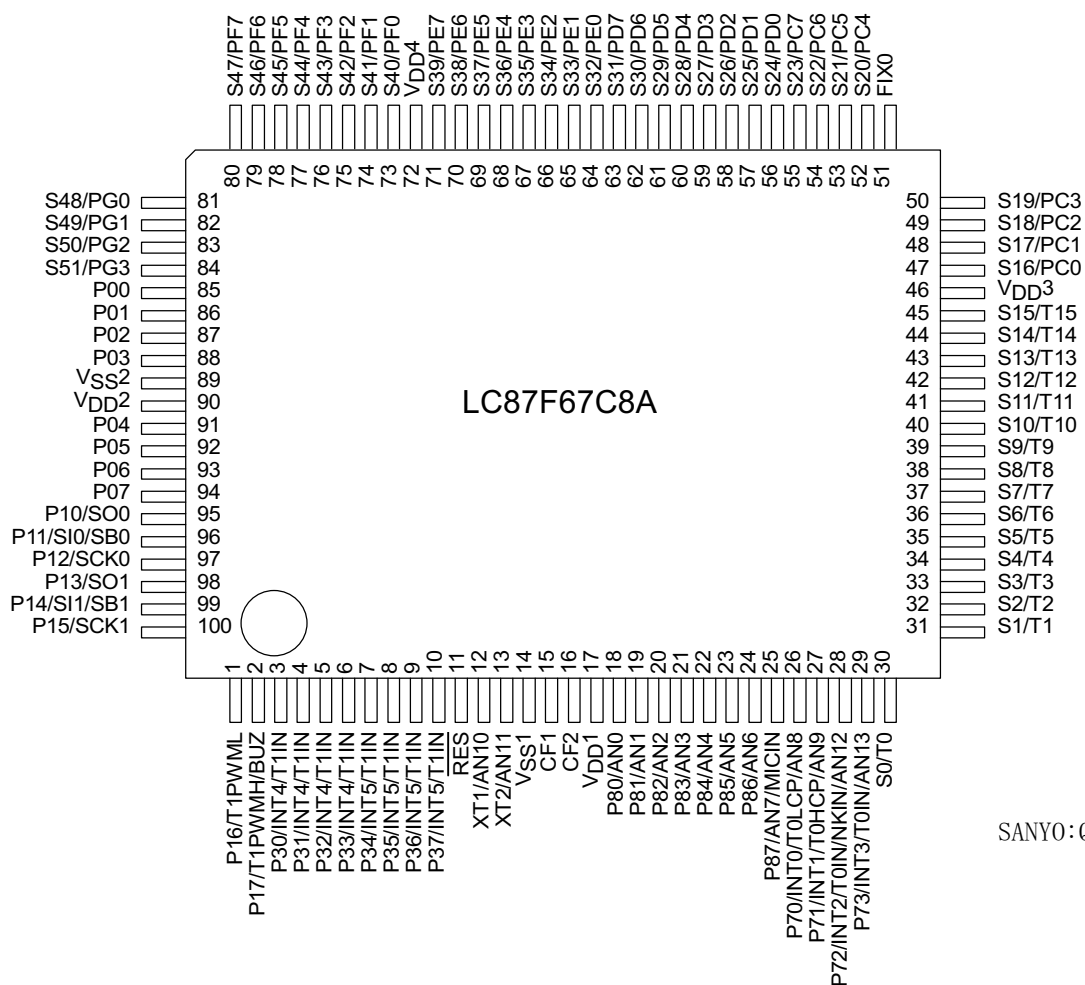 S47/PF7
S46/PF6
S45/PF5
S44/PF4
S43/PF3
S42/PF2
S41/PF1
S40/PF0
VDD4
S39/PE7
S38/PE6
S37/PE5
S36/PE4
S35/PE3
S34/PE2
S33/PE1
S32/PE0
S31/PD7
S30/PD6
S29/PD5
S28/PD4
S27/PD3
S26/PD2
S25/PD1
S24/PD0
S23/PC7
S22/PC6
S21/PC5
S20/PC4
FIX0
80 79 78 77 76 75 74 73 72 71 70 69 68 67 66 65 64 63 62 61 60 59 58 57 56 55 54 53 52 51
S48/PG0 81
S49/PG1 82
S50/PG2 83
S51/PG3 84
P00 85
P01 86
P02 87
P03 88
VSS2 89
VDD2 90
P04 91
P05 92
P06 93
P07 94
P10/SO0 95
P11/SI0/SB0 96
P12/SCK0 97
P13/SO1 98
P14/SI1/SB1 99
P15/SCK1 100
LC87F67C8A
50 S19/PC3
49 S18/PC2
48 S17/PC1
47 S16/PC0
46 VDD3
45 S15/T15
44 S14/T14
43 S13/T13
42 S12/T12
41 S11/T11
40 S10/T10
39 S9/T9
38 S8/T8
37 S7/T7
36 S6/T6
35 S5/T5
34 S4/T4
33 S3/T3
32 S2/T2
31 S1/T1
1 2 3 4 5 6 7 8 9 10 11 12 13 14 15 16 17 18 19 20 21 22 23 24 25 26 27 28 29 30
P16/T1PWML
P17/T1PWMH/BUZ
P30/INT4/T1IN
P31/INT4/T1IN
P32/INT4/T1IN
P33/INT4/T1IN
P34/INT5/T1IN
P35/INT5/T1IN
P36/INT5/T1IN
P37/INT5/T1IN
RES
XT1/AN10
XT2/AN11
VSS1
CF1
CF2
VDD1
P80/AN0
P81/AN1
P82/AN2
P83/AN3
P84/AN4
P85/AN5
P86/AN6
P87/AN7/MICIN
P70/INT0/T0LCP/AN8
P71/INT1/T0HCP/AN9
P72/INT2/T0IN/NKIN/AN12
P73/INT3/T0IN/AN13
S0/T0
SANYO: